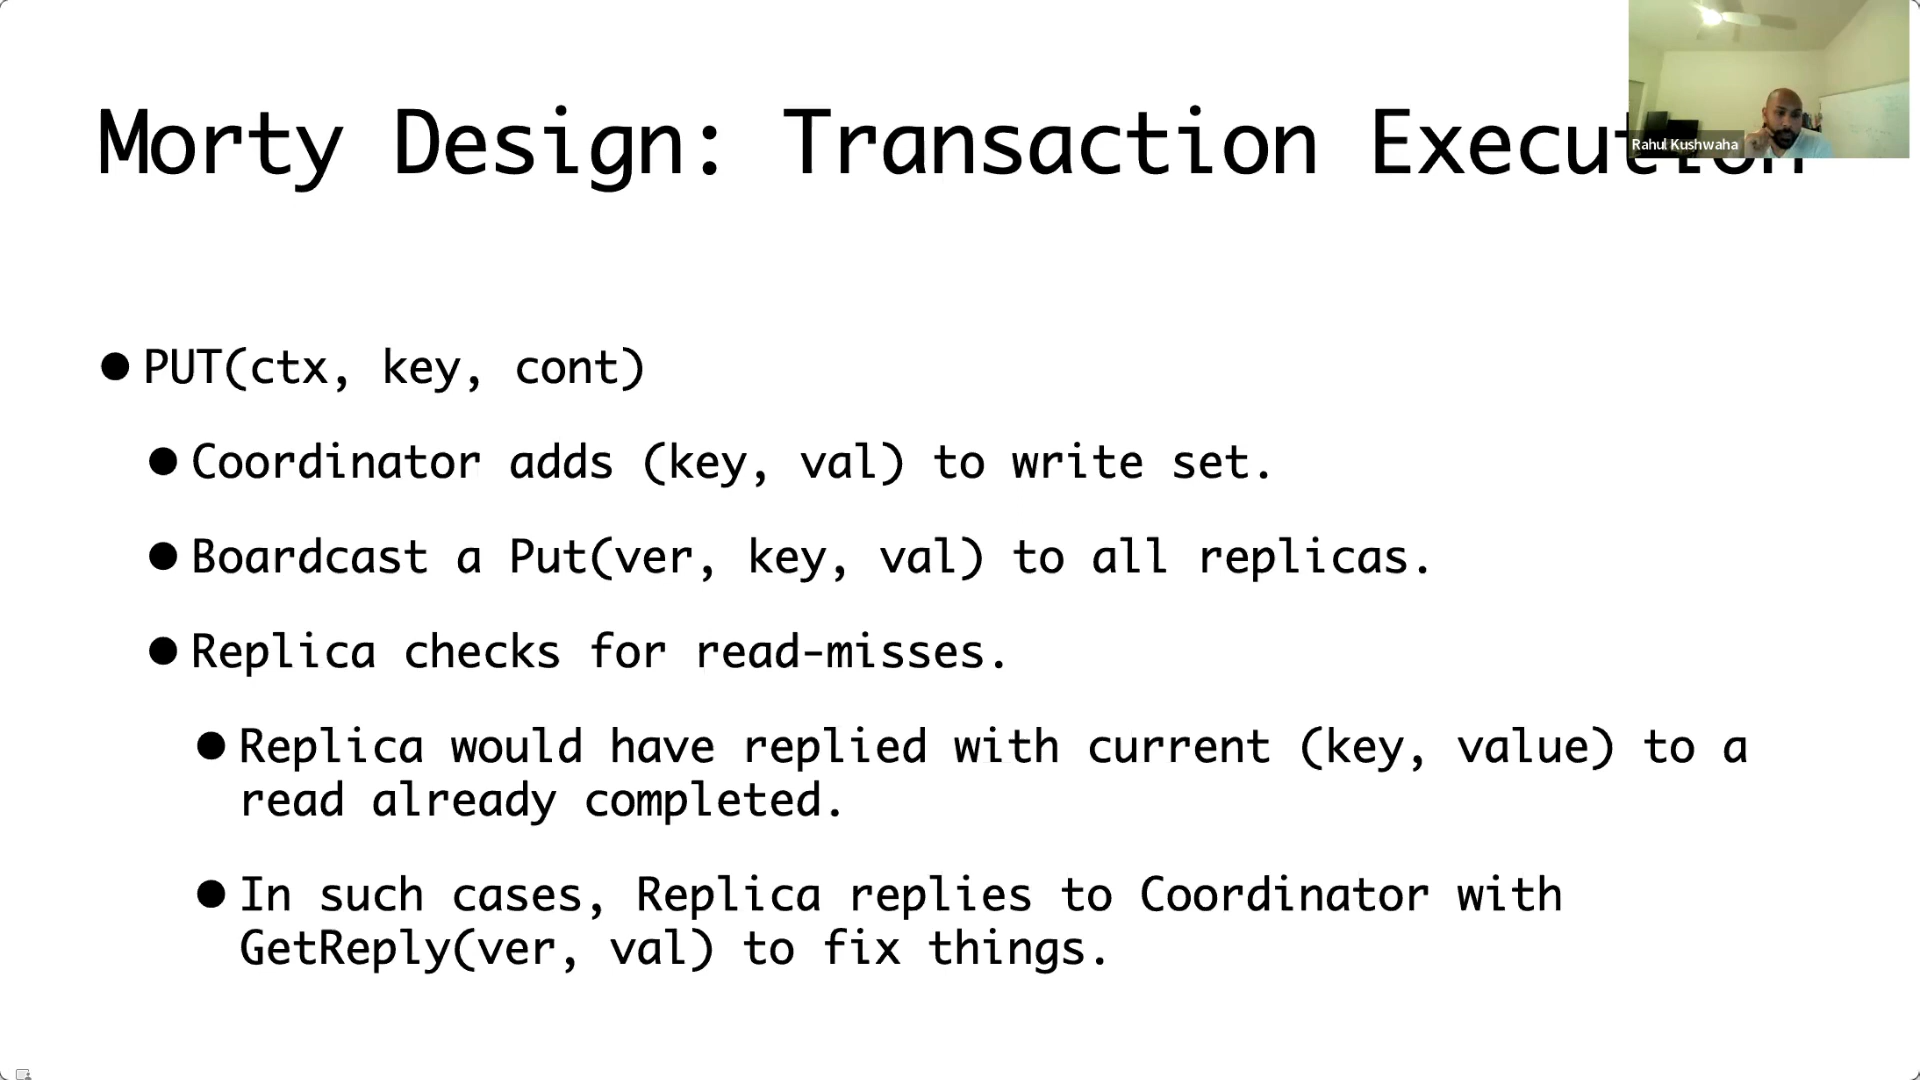 Morty Design: Transaction Execution
Rahul Kushwaha
● PUT(ctx, key, cont)
● Coordinator adds (key, val) to write set.
● Boardcast a Put(ver, key, val) to all replicas.
● Replica checks for read-misses.
● Replica would have replied with current (key, value) to a
read already completed.
● In such cases, Replica replies to Coordinator with
GetReply(ver, val) to fix things.